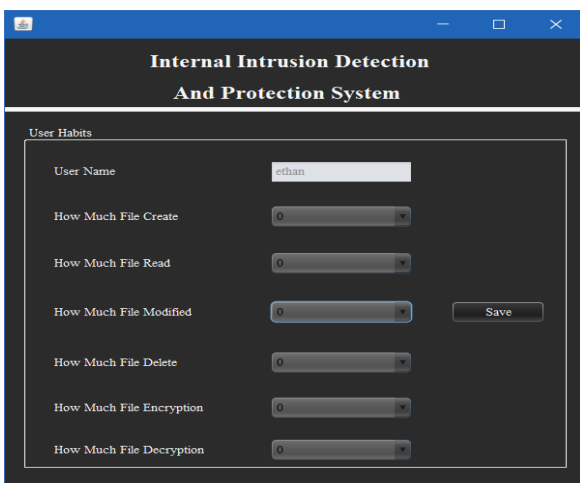 Internal Intrusion Detection
And Protection System
User Habits
User Name ethan
How Much File Create 0
How Much File Read 0
How Much File Modified 0 Save
How Much File Delete 0
How Much File Encryption 0
How Much File Decryption 0